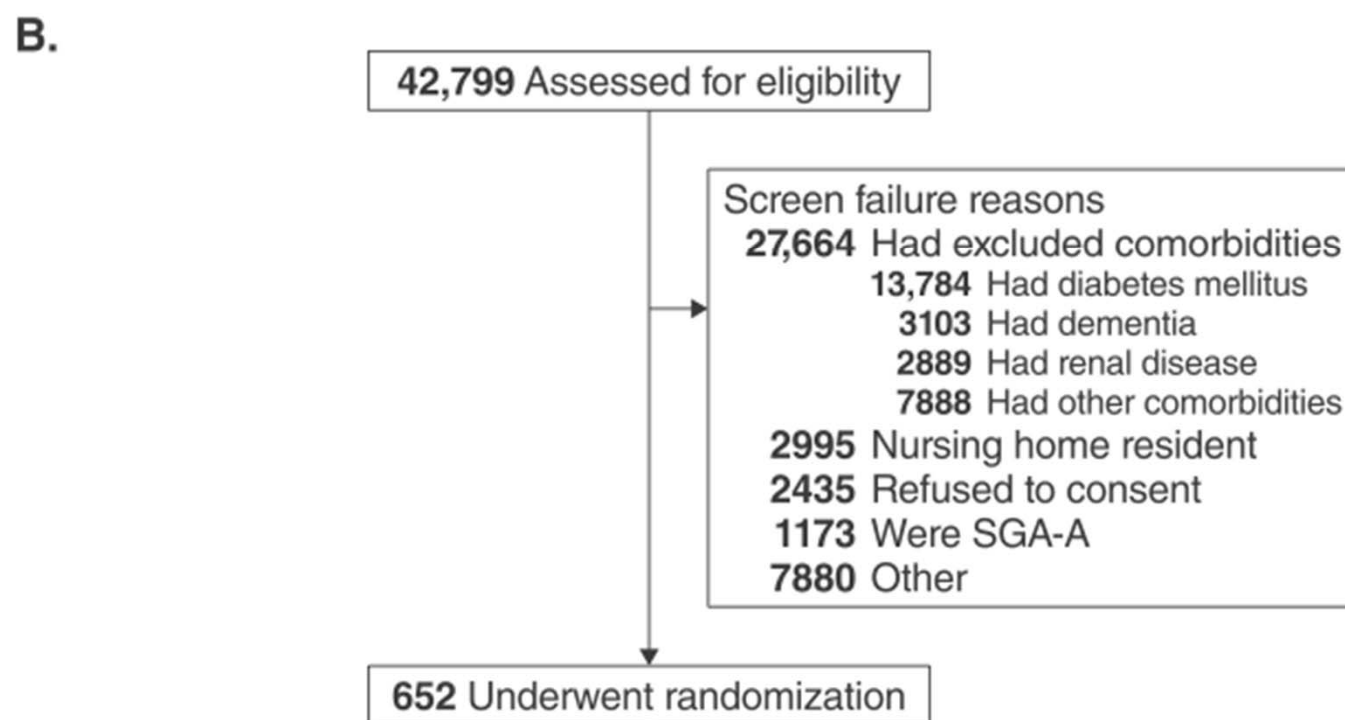 B.
42,799 Assessed for eligibility
Screen failure reasons
27,664 Had excluded comorbidities
13,784 Had diabetes mellitus
3103 Had dementia
2889 Had renal disease
7888 Had other comorbidities
2995 Nursing home resident
2435 Refused to consent
1173 Were SGA-A
7880 Other
652 Underwent randomization